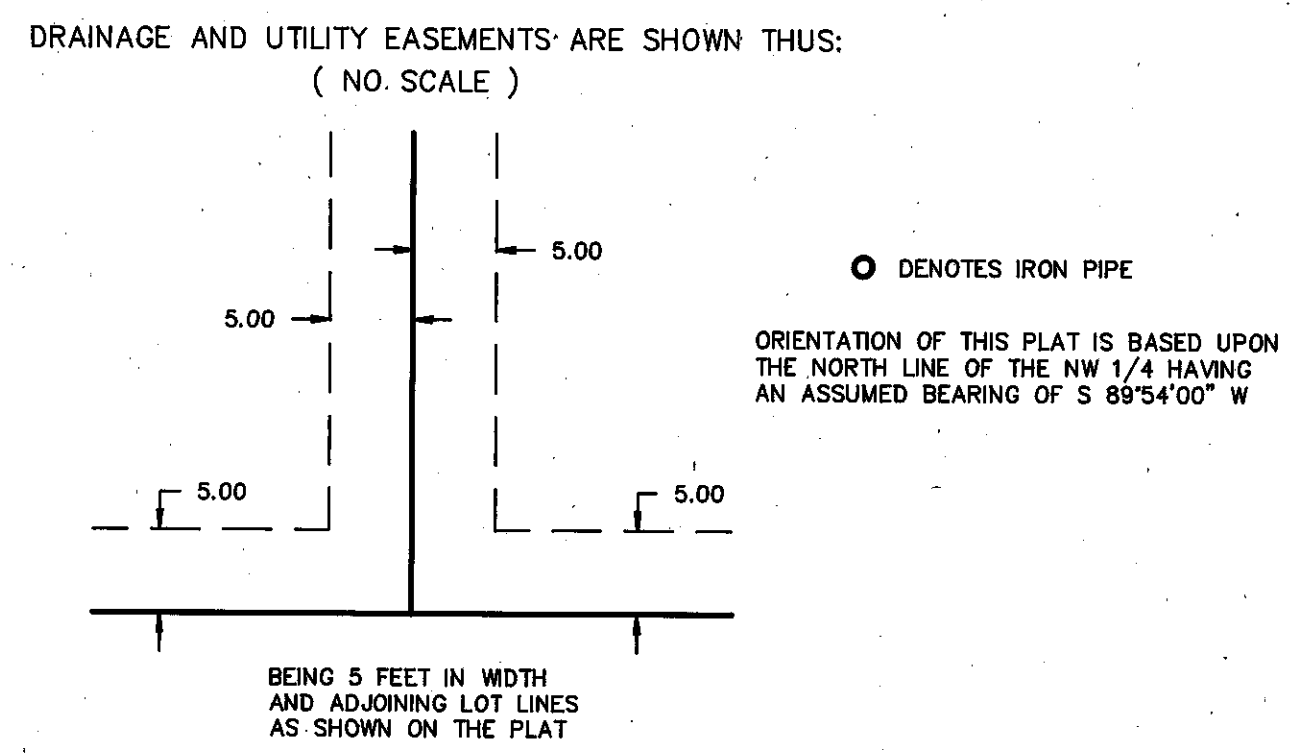 DRAINAGE AND UTILITY EASEMENTS ARE SHOWN THUS:
( NO SCALE )
5.00
5.00
5.00
5.00
BEING 5 FEET IN WIDTH
AND ADJOINING LOT LINES
AS SHOWN ON THE PLAT
O DENOTES IRON PIPE
ORIENTATION OF THIS PLAT IS BASED UPON
THE NORTH LINE OF THE NW 1/4 HAVING
AN ASSUMED BEARING OF S 89°54'00" W